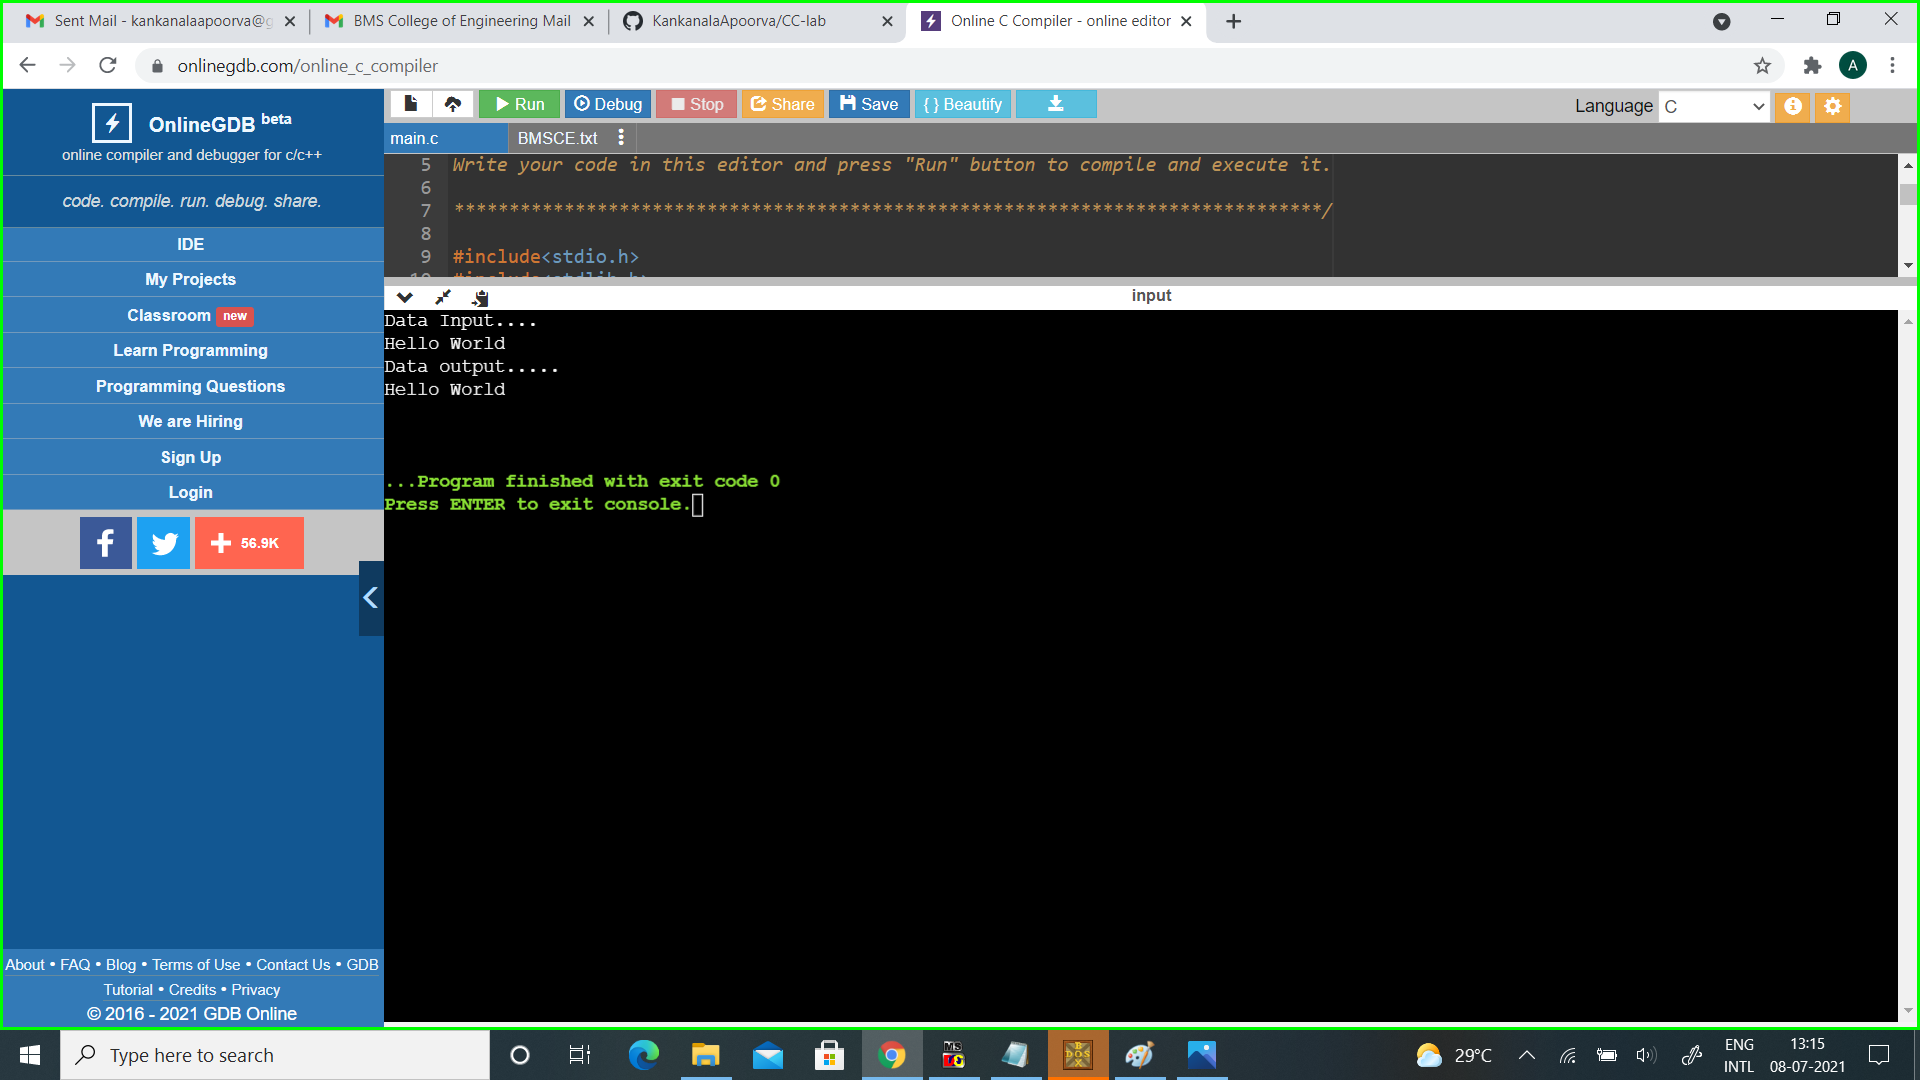 Sent Mail - kankanalaapoorva@g
BMS College of Engineering Mail
KankanalaApoorva/CC-lab
Online C Compiler - online editor
onlinegdb.com/online_c_compiler
A
OnlineGDB beta
online compiler and debugger for c/c++
code. compile. run. debug. share.
IDE
My Projects
Classroom new
Learn Programming
Programming Questions
We are Hiring
Sign Up
Login
56.9K
About • FAQ • Blog • Terms of Use • Contact Us • GDB
Tutorial • Credits • Privacy
© 2016 - 2021 GDB Online
Run Debug Stop Share Save { } Beautify
Language C
main.c BMSCE.txt
5 Write your code in this editor and press "Run" button to compile and execute it.
6
7 *******************************************************************************/
8
9 #include<stdio.h>
10 #include<stdlib.h>
input
Data Input....
Hello World
Data output.....
Hello World
...Program finished with exit code 0
Press ENTER to exit console.
Type here to search
MS
BOX
DOS
29°C
ENG
INTL
13:15
08-07-2021